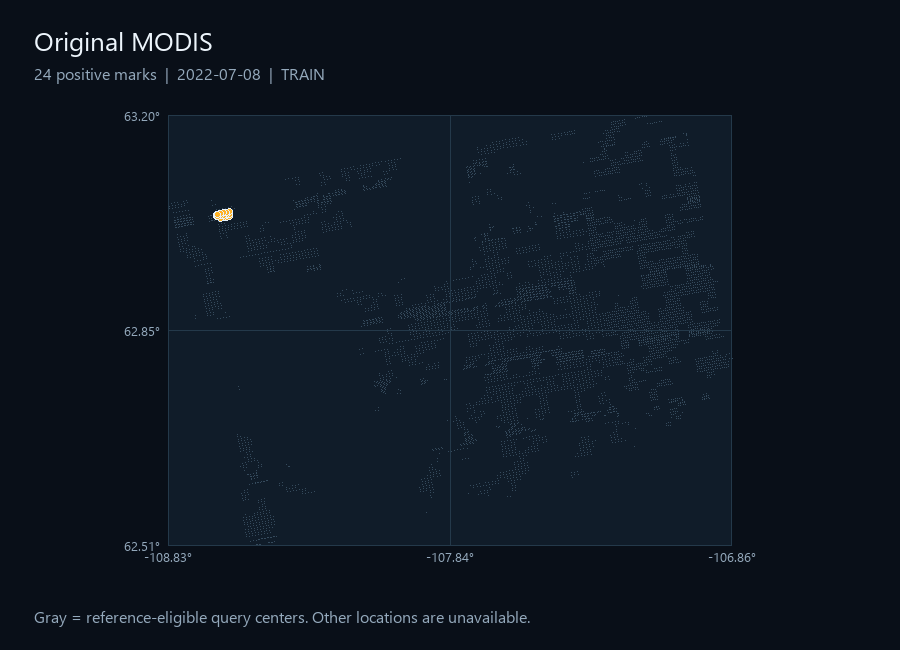 Original MODIS
24 positive marks | 2022-07-08 | TRAIN
63.20°
62.85°
62.51°
-108.83°
-107.84°
-106.86°
Gray = reference-eligible query centers. Other locations are unavailable.